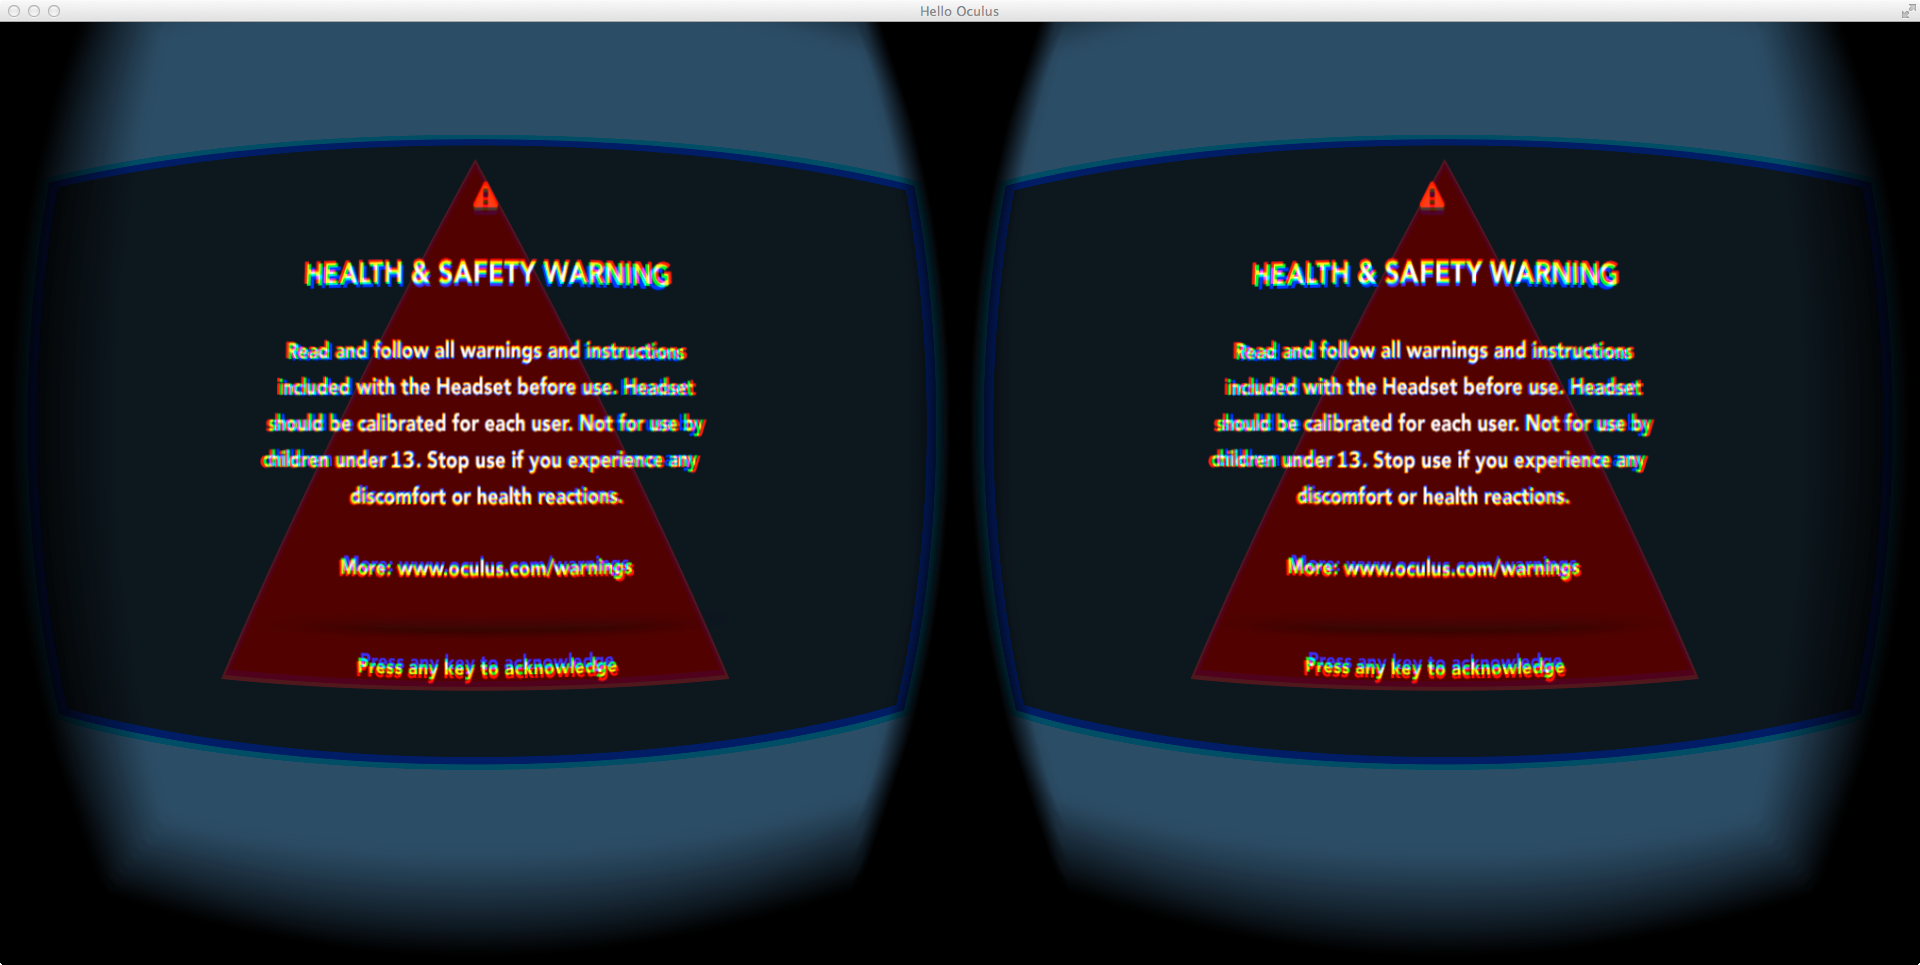 Hello Oculus
HEALTH & SAFETY WARNING
Read and follow all warnings and instructions
included with the Headset before use. Headset
should be calibrated for each user. Not for use by
children under 13. Stop use if you experience any
discomfort or health reactions.
More: www.oculus.com/warnings
Press any key to acknowledge
HEALTH & SAFETY WARNING
Read and follow all warnings and instructions
included with the Headset before use. Headset
should be calibrated for each user. Not for use by
children under 13. Stop use if you experience any
discomfort or health reactions.
More: www.oculus.com/warnings
Press any key to acknowledge